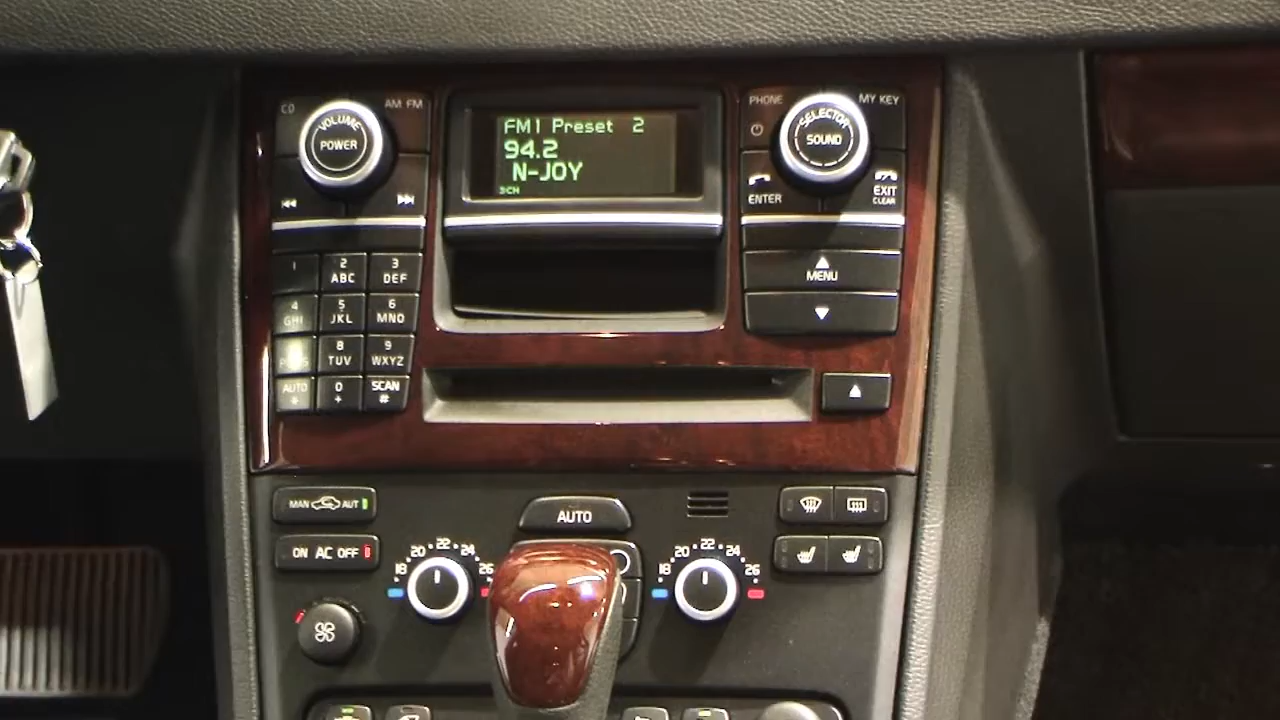 CD
AM FM
VOLUME
POWER
FM1 Preset 2
94.2
N-JOY
3CH
PHONE
MY KEY
SELECTOR
SOUND
ENTER
EXIT
CLEAR
MENU
1
2
ABC
3
DEF
4
GHI
5
JKL
6
MNO
8
TUV
9
WXYZ
AUTO
*
0
+
SCAN
#
MAN AUT
AUTO
ON AC OFF
18 20 22 24 26
18 20 22 24 26